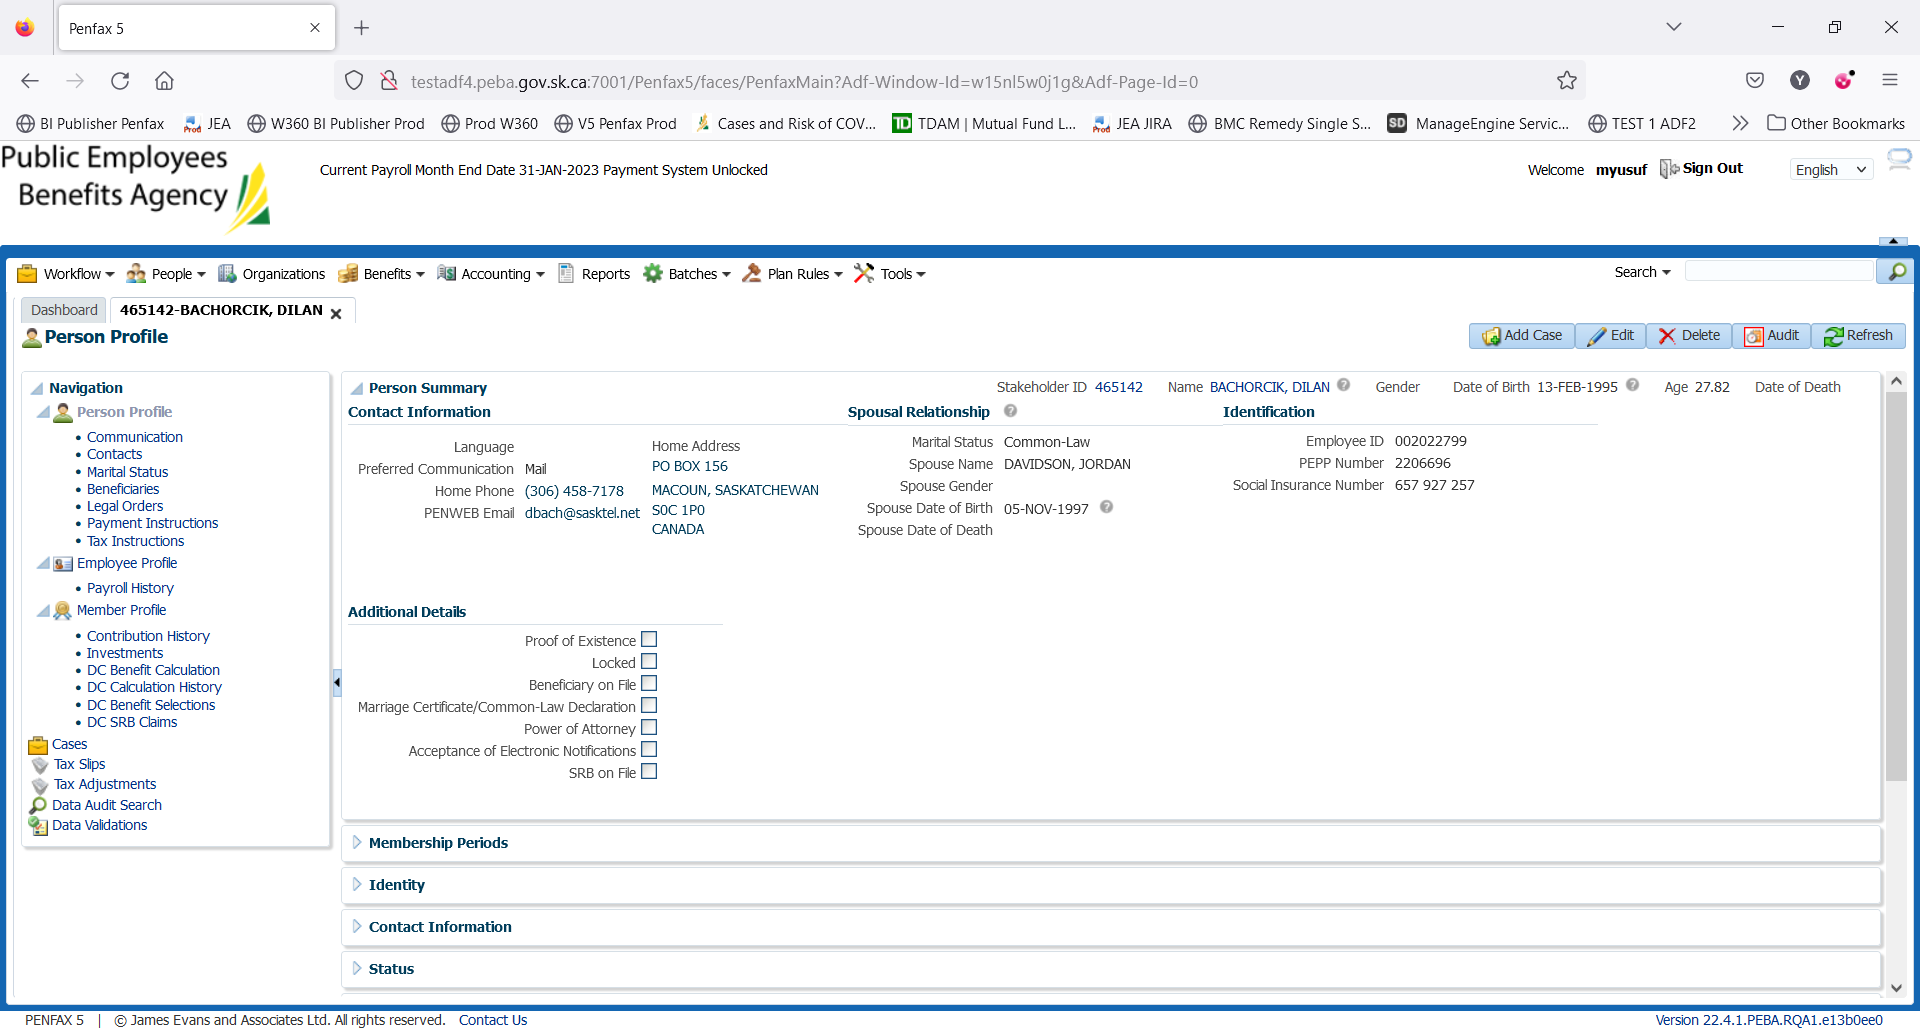 Penfax 5
testadf4.peba.gov.sk.ca:7001/Penfax5/faces/PenfaxMain?Adf-Window-Id=w15nl5w0j1g&Adf-Page-Id=0
BI Publisher Penfax JEA W360 BI Publisher Prod Prod W360 V5 Penfax Prod Cases and Risk of COV... TDAM | Mutual Fund L... JEA JIRA BMC Remedy Single S... ManageEngine Servic... TEST 1 ADF2 Other Bookmarks
Public Employees
Benefits Agency
Current Payroll Month End Date 31-JAN-2023 Payment System Unlocked
Welcome myusuf Sign Out English
Workflow People Organizations Benefits Accounting Reports Batches Plan Rules Tools Search
Dashboard 465142-BACHORCIK, DILAN
Person Profile
Add Case Edit Delete Audit Refresh
Navigation
Person Profile
Communication
Contacts
Marital Status
Beneficiaries
Legal Orders
Payment Instructions
Tax Instructions
Employee Profile
Payroll History
Member Profile
Contribution History
Investments
DC Benefit Calculation
DC Calculation History
DC Benefit Selections
DC SRB Claims
Cases
Tax Slips
Tax Adjustments
Data Audit Search
Data Validations
Person Summary
Stakeholder ID 465142 Name BACHORCIK, DILAN Gender Date of Birth 13-FEB-1995 Age 27.82 Date of Death
Contact Information
Language
Preferred Communication Mail
Home Phone (306) 458-7178
PENWEB Email dbach@sasktel.net
Home Address
PO BOX 156
MACOUN, SASKATCHEWAN
S0C 1P0
CANADA
Spousal Relationship
Marital Status Common-Law
Spouse Name DAVIDSON, JORDAN
Spouse Gender
Spouse Date of Birth 05-NOV-1997
Spouse Date of Death
Identification
Employee ID 002022799
PEPP Number 2206696
Social Insurance Number 657 927 257
Additional Details
Proof of Existence
Locked
Beneficiary on File
Marriage Certificate/Common-Law Declaration
Power of Attorney
Acceptance of Electronic Notifications
SRB on File
Membership Periods
Identity
Contact Information
Status
PENFAX 5 | © James Evans and Associates Ltd. All rights reserved. Contact Us
Version 22.4.1.PEBA.RQA1.e13b0ee0